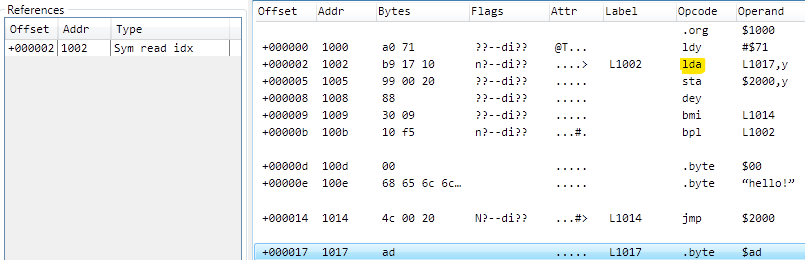 References
Offset Addr Type
+000002 1002 Sym read idx
Offset Addr Bytes Flags Attr Label Opcode Operand
.org $1000
+000000 1000 a0 71 ??--di?? @T... ldy #$71
+000002 1002 b9 17 10 n?--di?? ....> L1002 lda L1017,y
+000005 1005 99 00 20 ??--di?? ..... sta $2000,y
+000008 1008 88 ??--di?? ..... dey
+000009 1009 30 09 ??--di?? ..... bmi L1014
+00000b 100b 10 f5 n?--di?? ...#. bpl L1002
+00000d 100d 00 ..... .byte $00
+00000e 100e 68 65 6c 6c… ..... .byte “hello!”
+000014 1014 4c 00 20 N?--di?? ...#> L1014 jmp $2000
+000017 1017 ad ..... L1017 .byte $ad